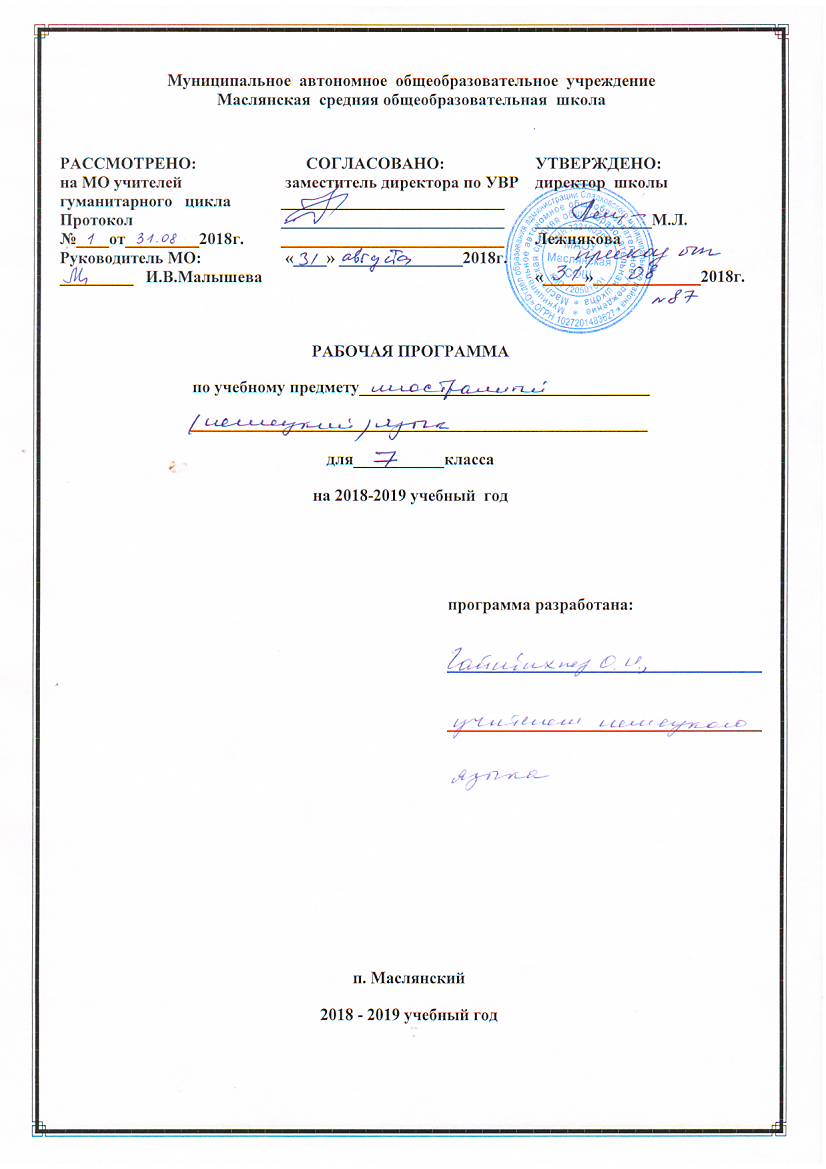 Муниципальное автономное общеобразовательное учреждение
Маслянская средняя общеобразовательная школа
РАССМОТРЕНО:
на МО учителей
гуманитарного цикла
Протокол
№ 1 от 31.08 2018г.
Руководитель МО:
И.В.Малышева
СОГЛАСОВАНО:
заместитель директора по УВР
« 31 » августа 2018г.
УТВЕРЖДЕНО:
директор школы
М.Л.
Лежнякова
приказ от
« 31 » 08 2018г.
№87
РАБОЧАЯ ПРОГРАММА
по учебному предмету иностранный
(немецкий) язык
для 7 класса
на 2018-2019 учебный год
программа разработана:
О.И.
учителем немецкого
языка
п. Маслянский
2018 - 2019 учебный год